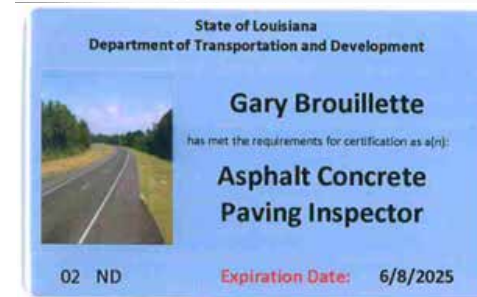 State of Louisiana
Department of Transportation and Development
Gary Brouillette
has met the requirements for certification as a(n):
Asphalt Concrete
Paving Inspector
02 ND Expiration Date: 6/8/2025